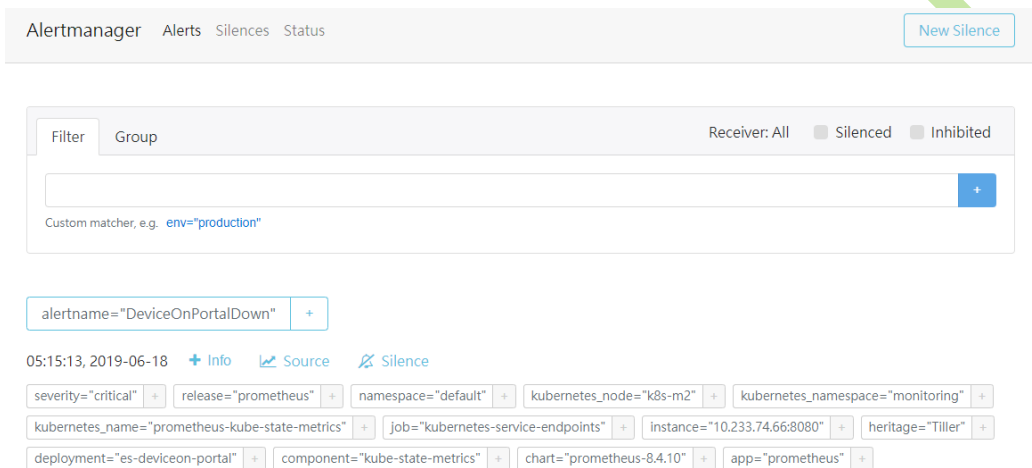 Alertmanager Alerts Silences Status New Silence
Filter Group Receiver: All Silenced Inhibited
+
Custom matcher, e.g. env="production"
alertname="DeviceOnPortalDown" +
05:15:13, 2019-06-18 + Info Source Silence
severity="critical" + release="prometheus" + namespace="default" + kubernetes_node="k8s-m2" + kubernetes_namespace="monitoring" +
kubernetes_name="prometheus-kube-state-metrics" + job="kubernetes-service-endpoints" + instance="10.233.74.66:8080" + heritage="Tiller" +
deployment="es-deviceon-portal" + component="kube-state-metrics" + chart="prometheus-8.4.10" + app="prometheus" +